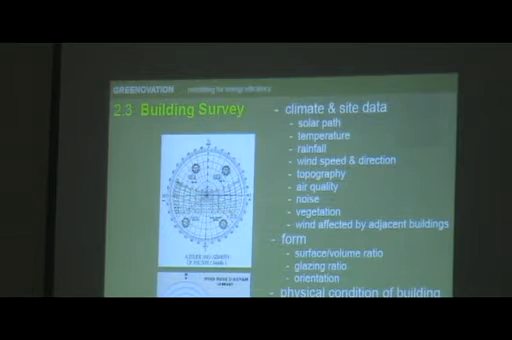 GREENOVATION
2.3 Building Survey
- climate & site data
- solar path
- temperature
- rainfall
- wind speed & direction
- topography
- air quality
- noise
- vegetation
- wind affected by adjacent buildings
- form
- surface/volume ratio
- glazing ratio
- orientation
- physical condition of building